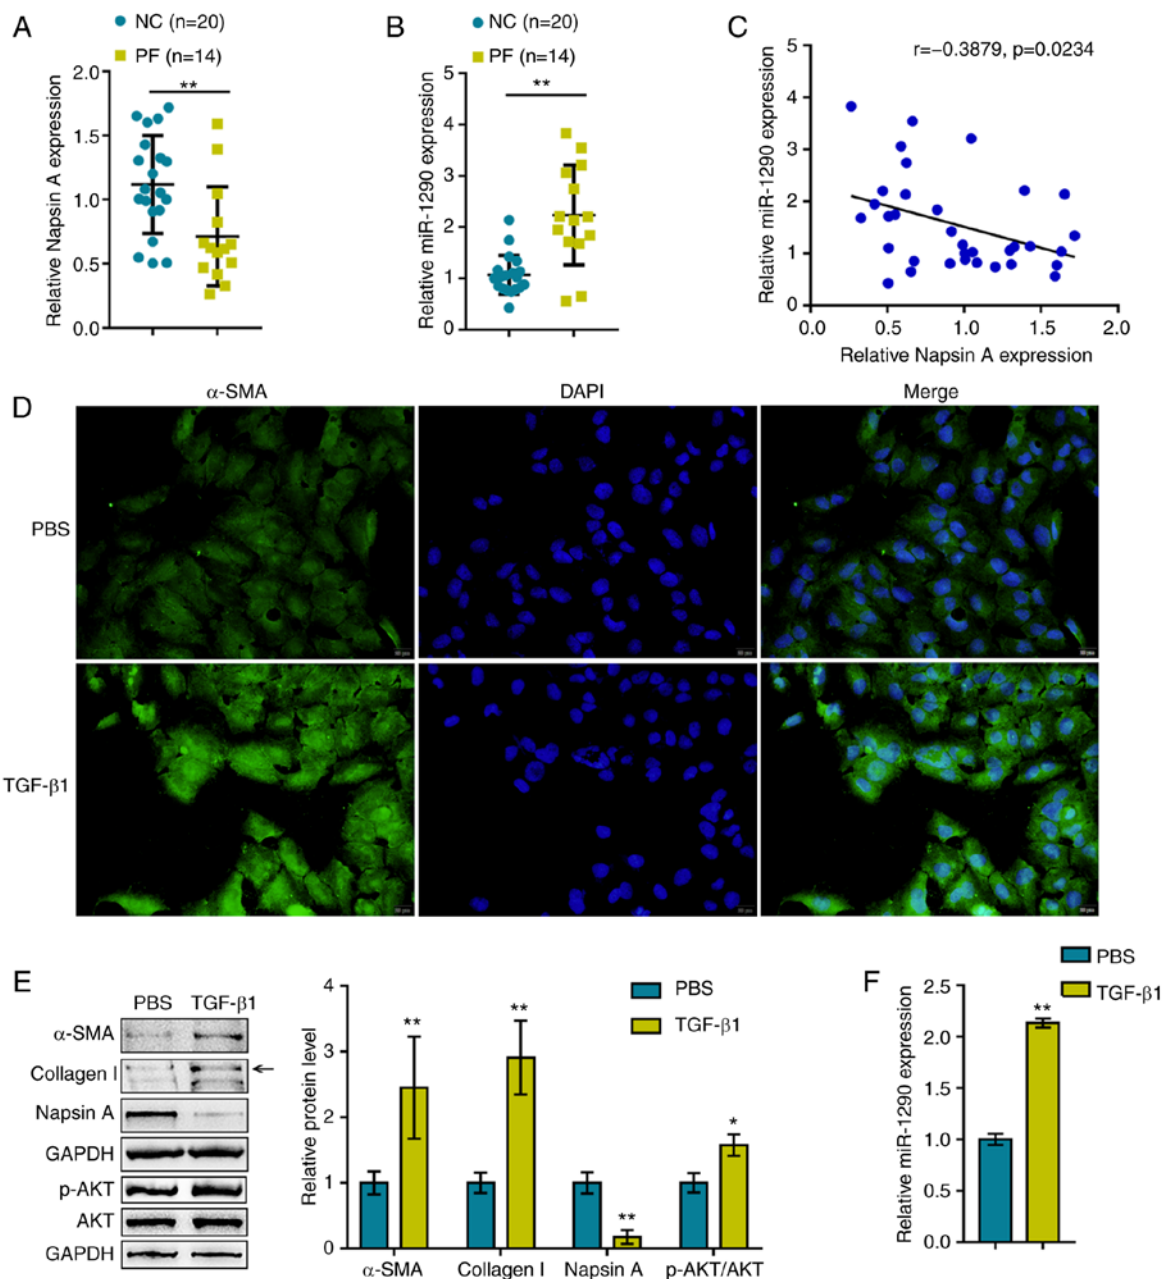 A
NC (n=20)
PF (n=14)
**
Relative Napsin A expression
2.0
1.5
1.0
0.5
0.0
B
NC (n=20)
PF (n=14)
**
Relative miR-1290 expression
5
4
3
2
1
0
C
r=−0.3879, p=0.0234
Relative miR-1290 expression
5
4
3
2
1
0
0.0 0.5 1.0 1.5 2.0
Relative Napsin A expression
D
α-SMA DAPI Merge
PBS
TGF-β1
E
PBS TGF-β1
α-SMA
Collagen I
Napsin A
GAPDH
p-AKT
AKT
GAPDH
Relative protein level
4
3
2
1
0
PBS
TGF-β1
** ** ** *
α-SMA Collagen I Napsin A p-AKT/AKT
F
PBS
TGF-β1
**
Relative miR-1290 expression
2.5
2.0
1.5
1.0
0.5
0.0